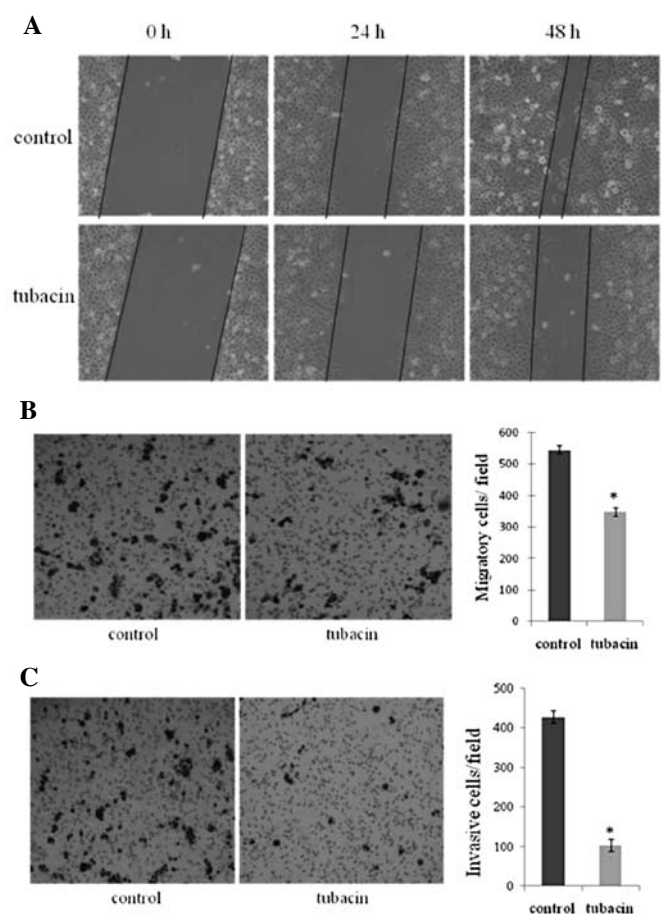 A
0 h 24 h 48 h
control
tubacin
B
control
tubacin
Migratory cells/ field
600
500
400
300
200
100
0
*
control tubacin
C
control
tubacin
Invasive cells/field
500
400
300
200
100
0
*
control tubacin